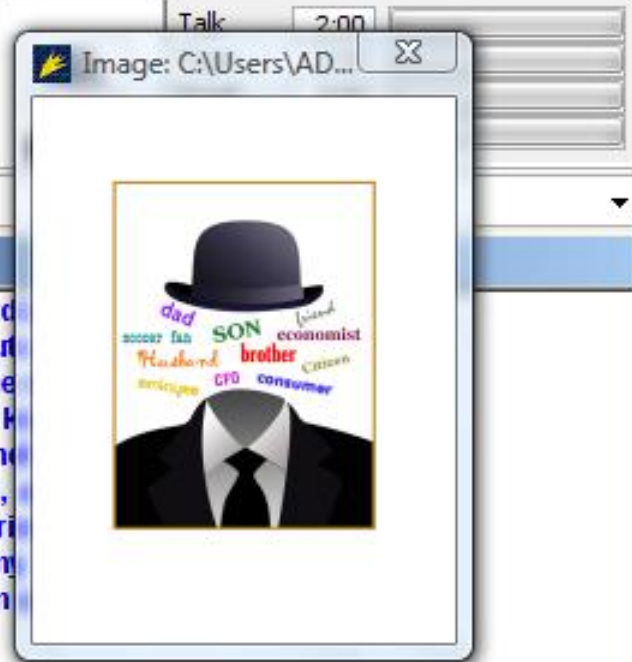 Talk 2:00
Image: C:\Users\AD...
dad friend
soccer fan SON economist
Husband brother Citizen
employee CFO consumer